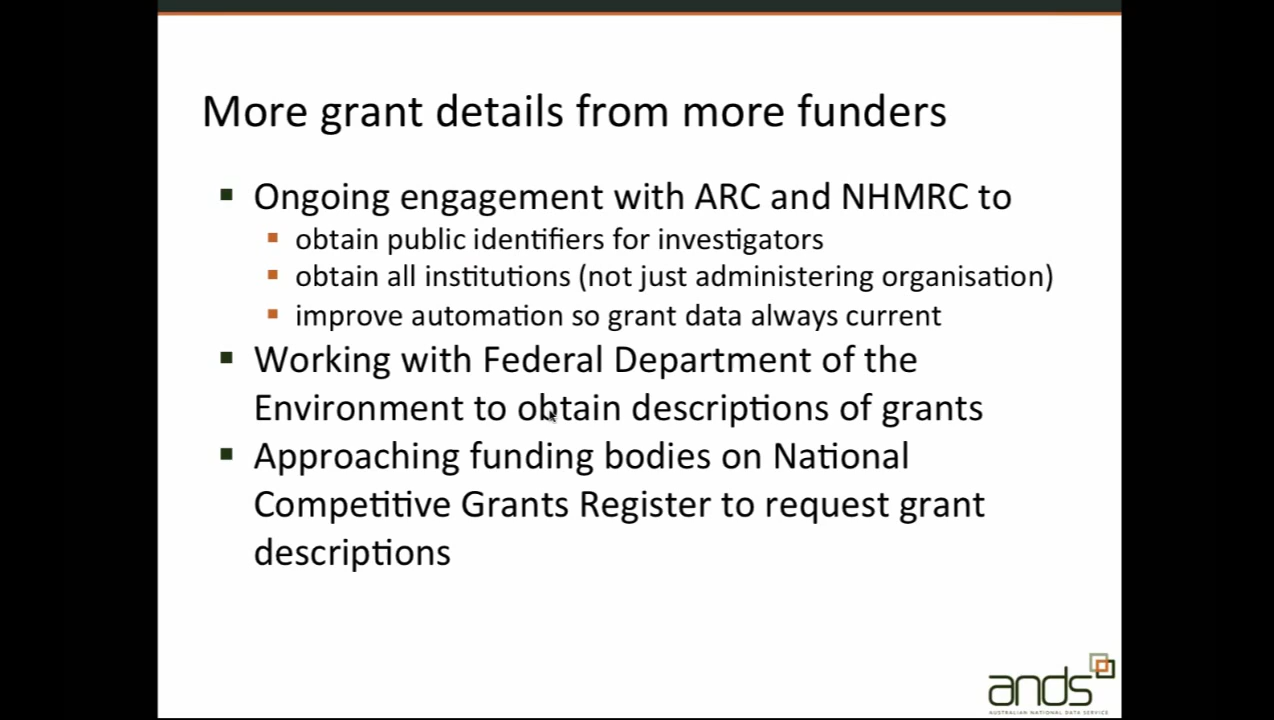 More grant details from more funders
Ongoing engagement with ARC and NHMRC to
obtain public identifiers for investigators
obtain all institutions (not just administering organisation)
improve automation so grant data always current
Working with Federal Department of the
Environment to obtain descriptions of grants
Approaching funding bodies on National
Competitive Grants Register to request grant
descriptions
ands
AUSTRALIAN NATIONAL DATA SERVICE